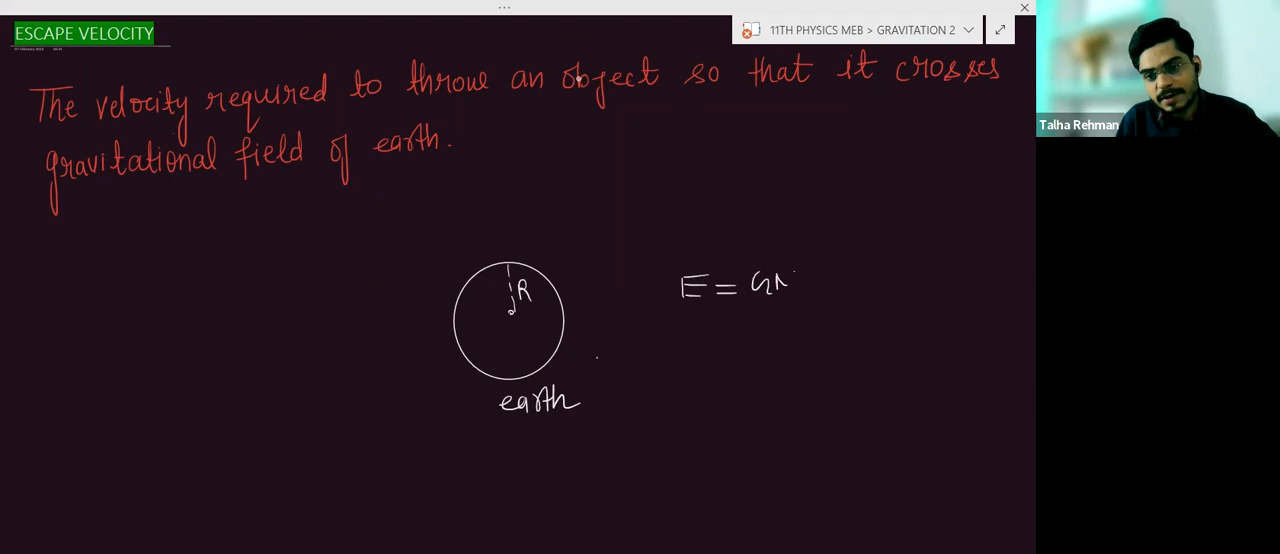 ESCAPE VELOCITY
11TH PHYSICS MEB > GRAVITATION 2
The velocity required to throw an object so that it crosses
gravitational field of earth.
R
E = GM
earth
Talha Rehman